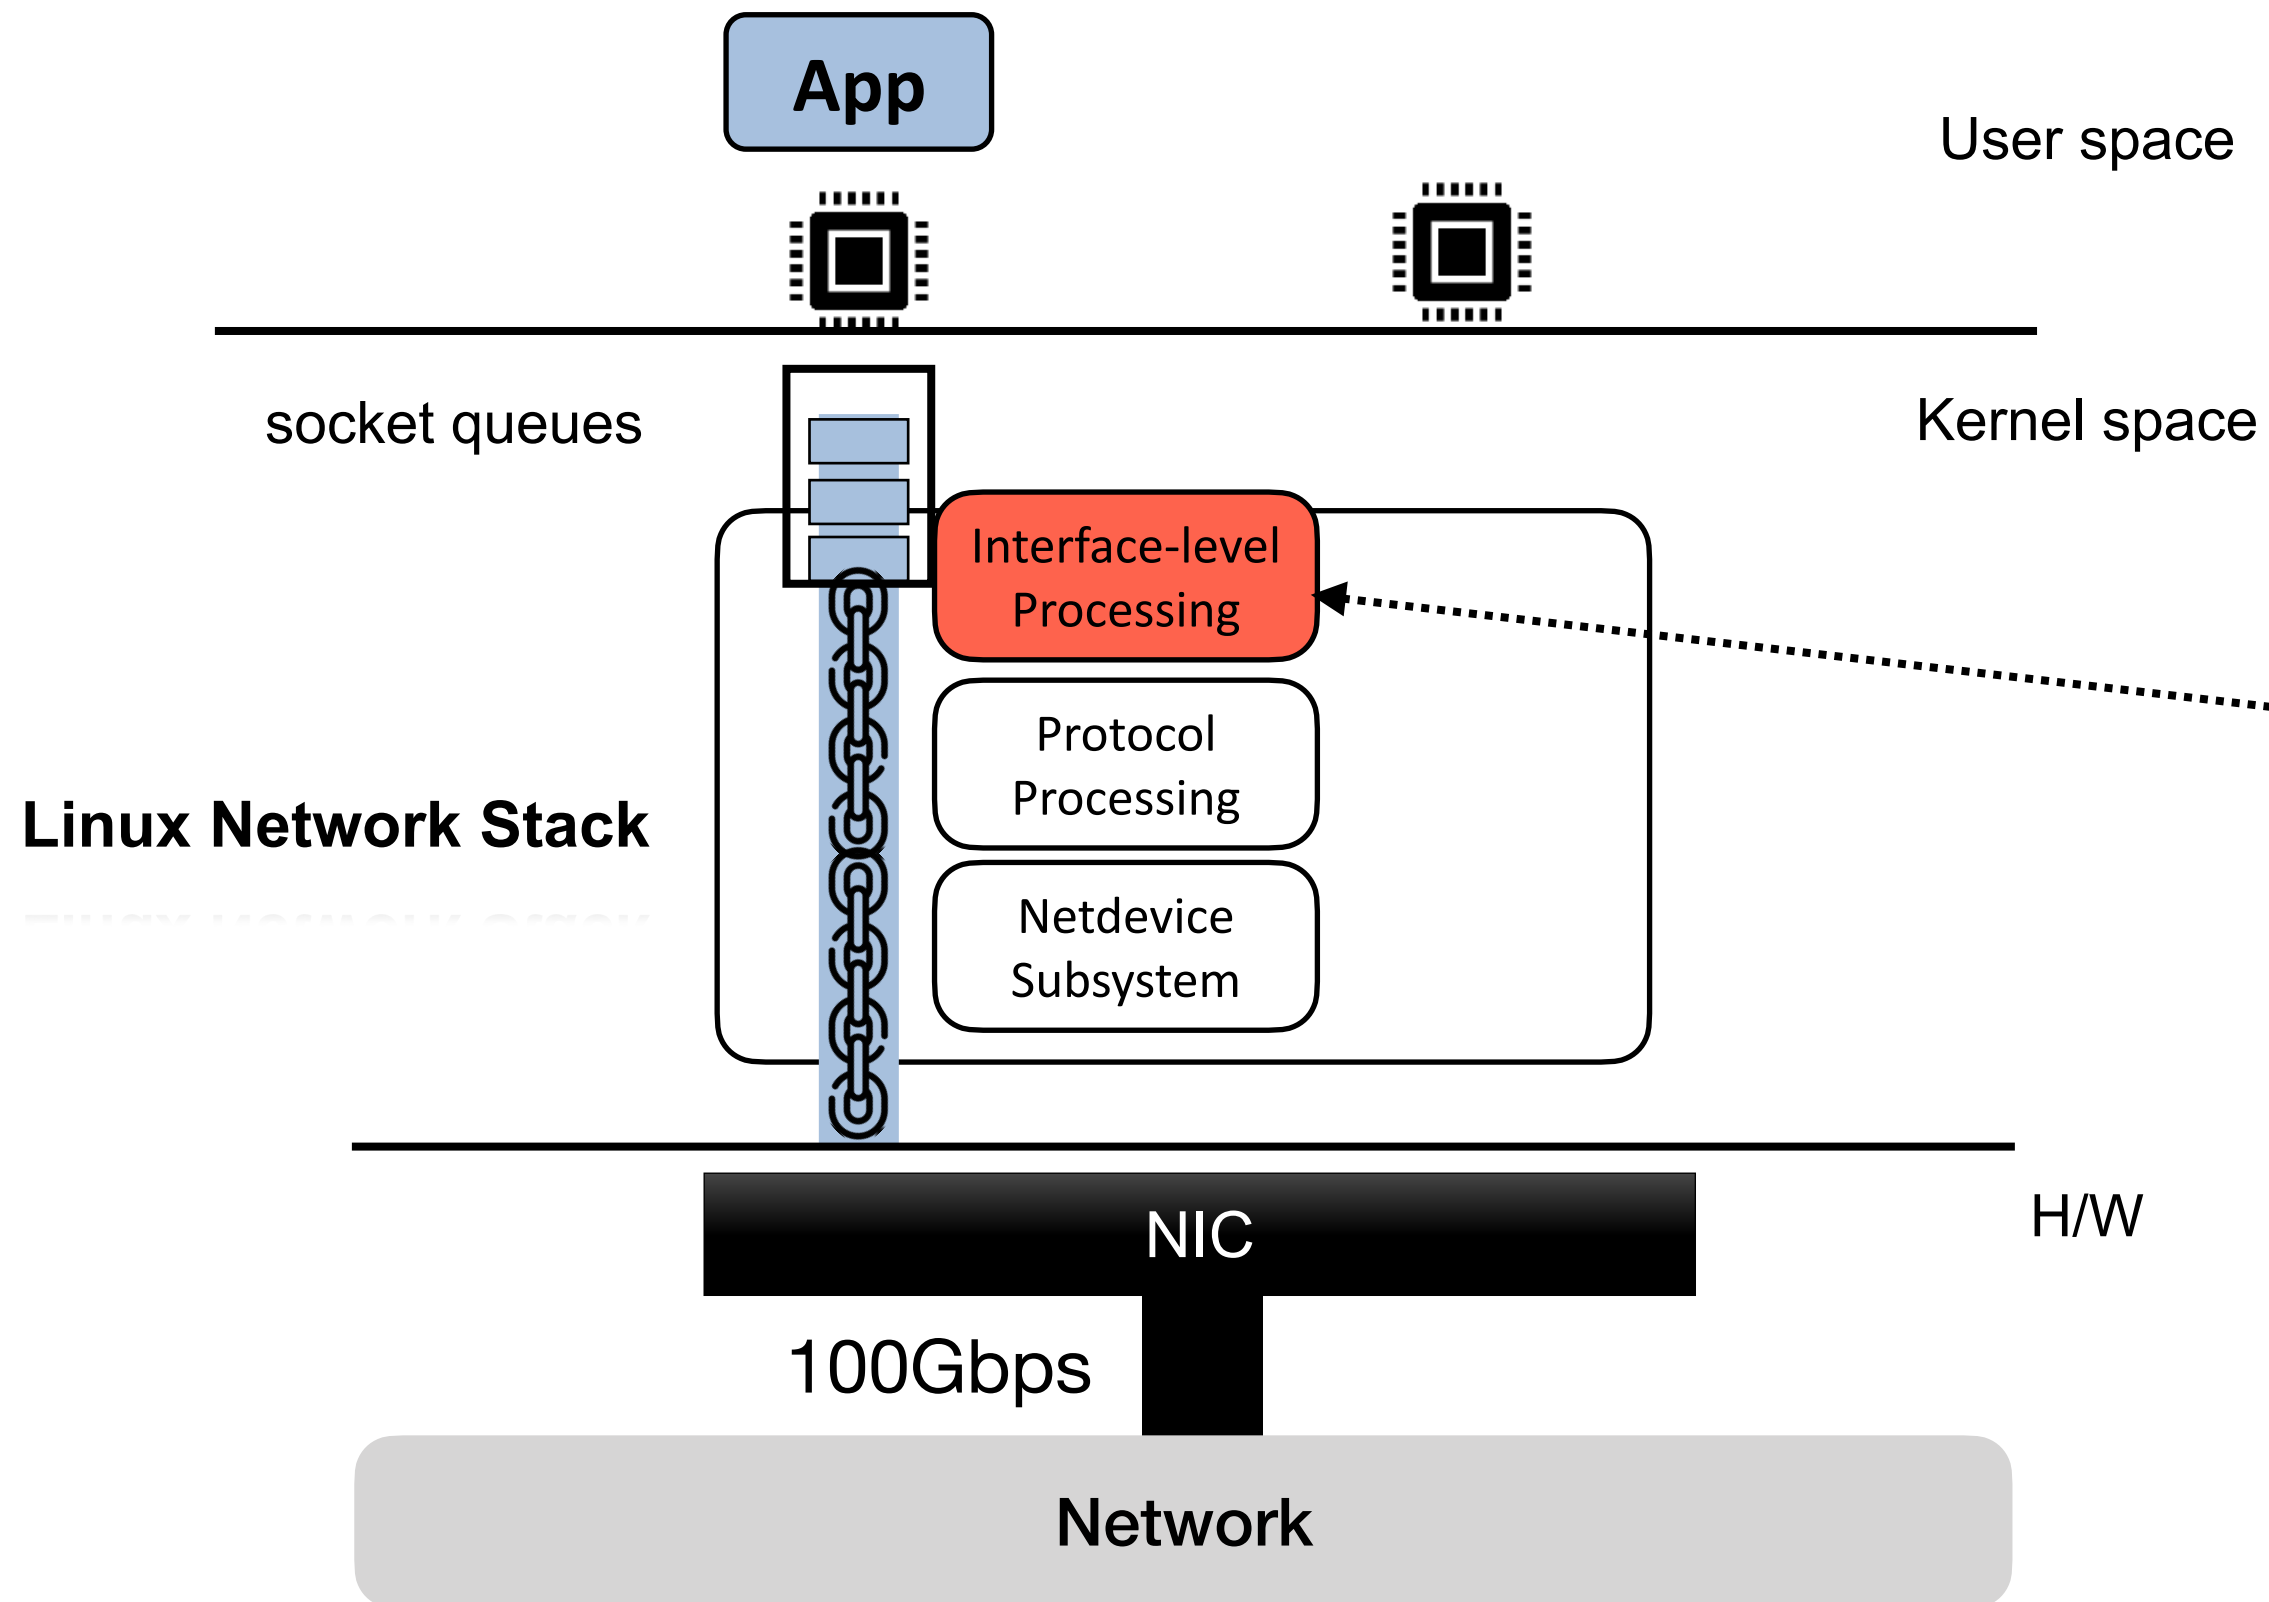 App
User space
socket queues
Kernel space
Interface-level
Processing
Protocol
Processing
Linux Network Stack
Netdevice
Subsystem
NIC
H/W
100Gbps
Network